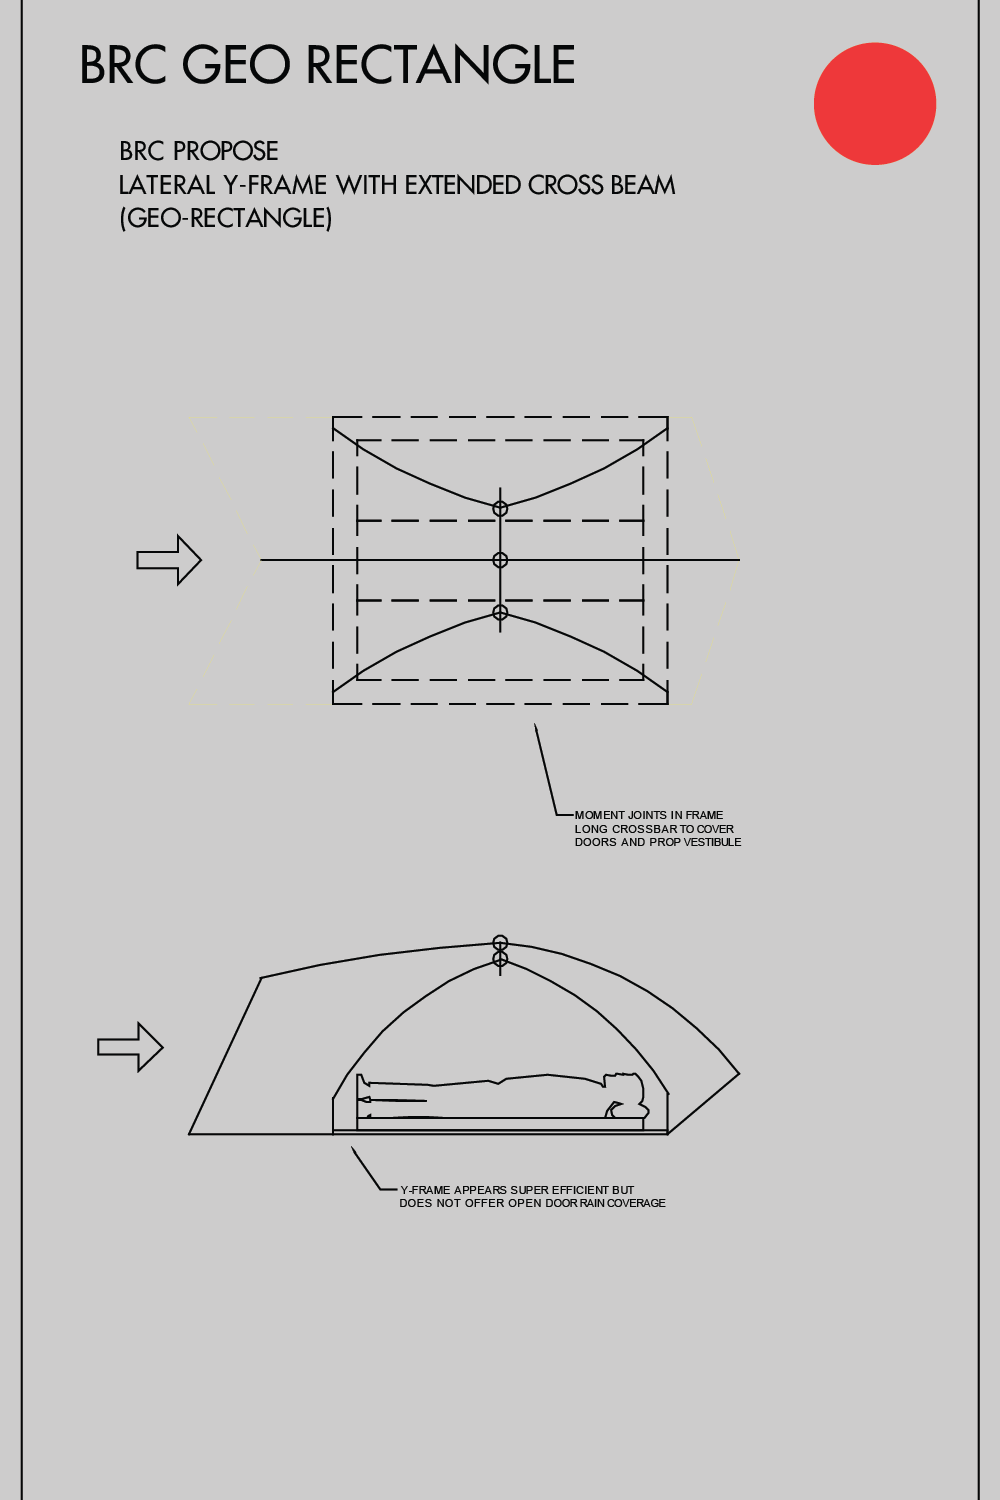 BRC GEO RECTANGLE
BRC PROPOSE
LATERAL Y-FRAME WITH EXTENDED CROSS BEAM
(GEO-RECTANGLE)
MOMENT JOINTS IN FRAME
LONG CROSSBAR TO COVER
DOORS AND PROP VESTIBULE
Y-FRAME APPEARS SUPER EFFICIENT BUT
DOES NOT OFFER OPEN DOOR RAIN COVERAGE